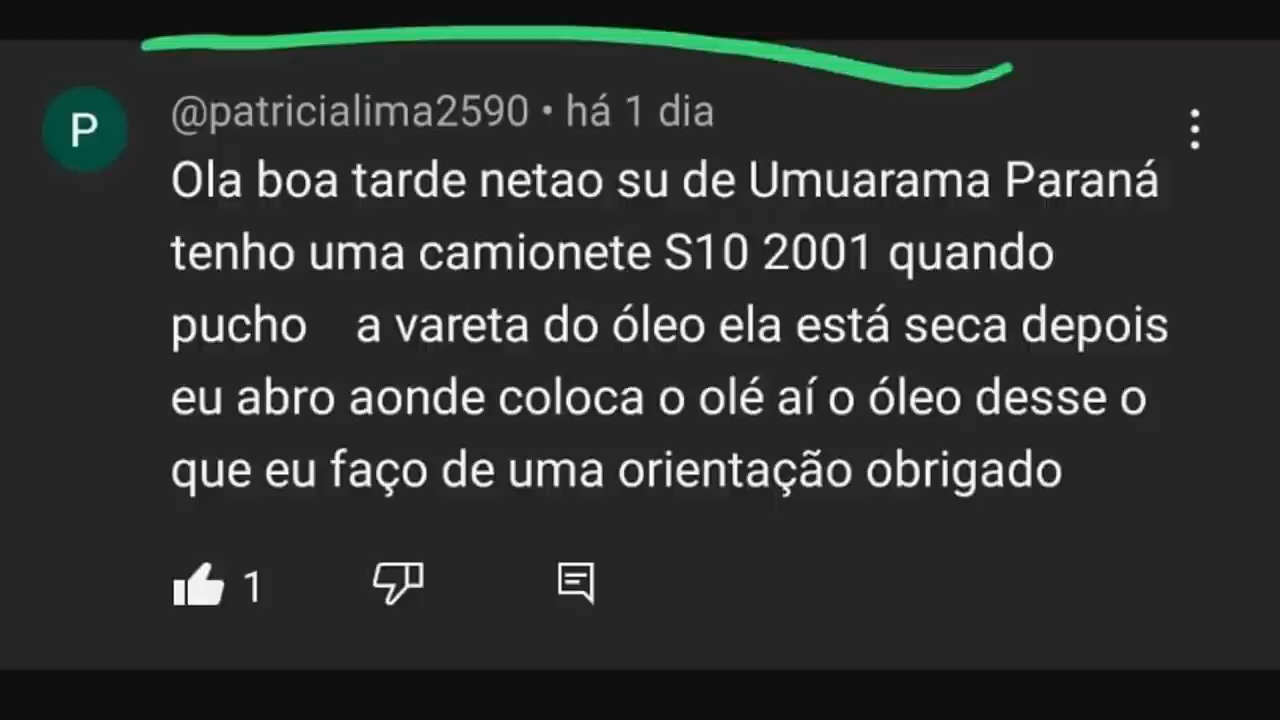 P
@patricialima2590 • há 1 dia
Ola boa tarde netao su de Umuarama Paraná
tenho uma camionete S10 2001 quando
pucho a vareta do óleo ela está seca depois
eu abro aonde coloca o olé aí o óleo desse o
que eu faço de uma orientação obrigado
1